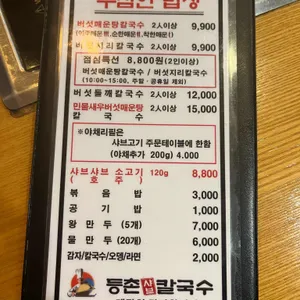 버섯매운탕칼국수 2人이상 9,900
버섯지리칼국수 2人이상 9,900
점심특선 8,800원(2인이상)
버섯매운탕칼국수 / 버섯지리칼국수
(10:00~15:00, 주말·공휴일 제외)
버섯들깨칼국수 2人이상 12,000
민물새우버섯매운탕 2人이상 15,000
칼국수
※야채리필은
샤브고기 주문테이블에 한함
(야채추가 200g) 4.000
샤브샤브 소고기 120g 8,800
(호주)
볶음밥 3,000
공기밥 1,000
왕만두 (5개) 7,000
물만두 (20개) 6,000
감자/칼국수/오뎅/라면 2,000
등촌샤브칼국수